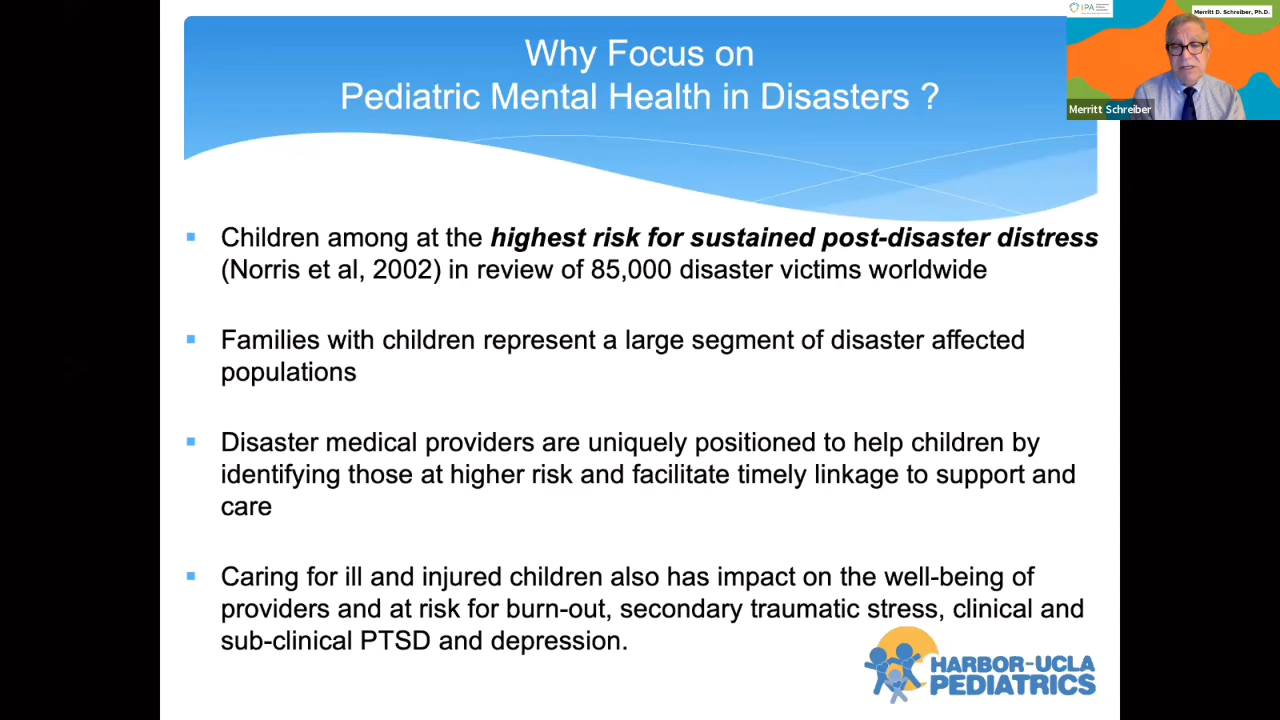 Why Focus on
Pediatric Mental Health in Disasters ?
IPA
Merritt D. Schreiber, Ph.D.
Merritt Schreiber
Children among at the highest risk for sustained post-disaster distress
(Norris et al, 2002) in review of 85,000 disaster victims worldwide
Families with children represent a large segment of disaster affected
populations
Disaster medical providers are uniquely positioned to help children by
identifying those at higher risk and facilitate timely linkage to support and
care
Caring for ill and injured children also has impact on the well-being of
providers and at risk for burn-out, secondary traumatic stress, clinical and
sub-clinical PTSD and depression.
HARBOR-UCLA
PEDIATRICS